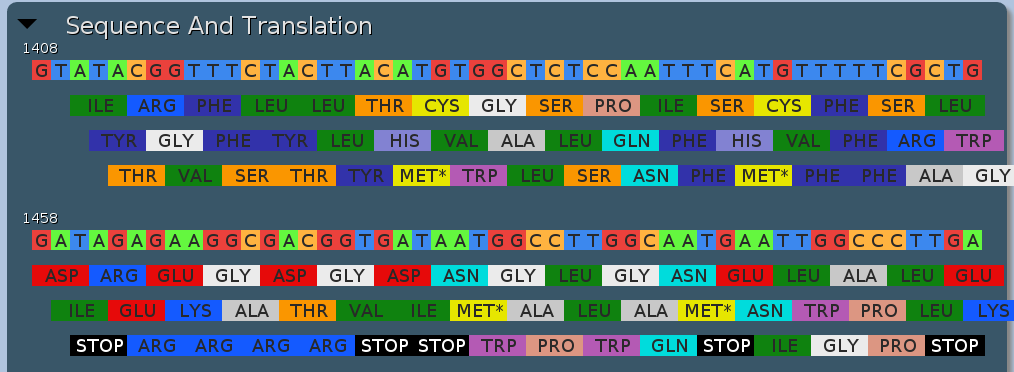 Sequence And Translation
1408
G T A T A C G G T T T C T A C T T A C A T G T G G C T C T C C A A T T T C A T G T T T T T C G C T G
ILE ARG PHE LEU LEU THR CYS GLY SER PRO ILE SER CYS PHE SER LEU
TYR GLY PHE TYR LEU HIS VAL ALA LEU GLN PHE HIS VAL PHE ARG TRP
THR VAL SER THR TYR MET* TRP LEU SER ASN PHE MET* PHE PHE ALA GLY
1458
G A T A G A G A A G G C G A C G G T G A T A A T G G C C T T G G C A A T G A A T T G G C C C T T G A
ASP ARG GLU GLY ASP GLY ASP ASN GLY LEU GLY ASN GLU LEU ALA LEU GLU
ILE GLU LYS ALA THR VAL ILE MET* ALA LEU ALA MET* ASN TRP PRO LEU LYS
STOP ARG ARG ARG ARG STOP STOP TRP PRO TRP GLN STOP ILE GLY PRO STOP